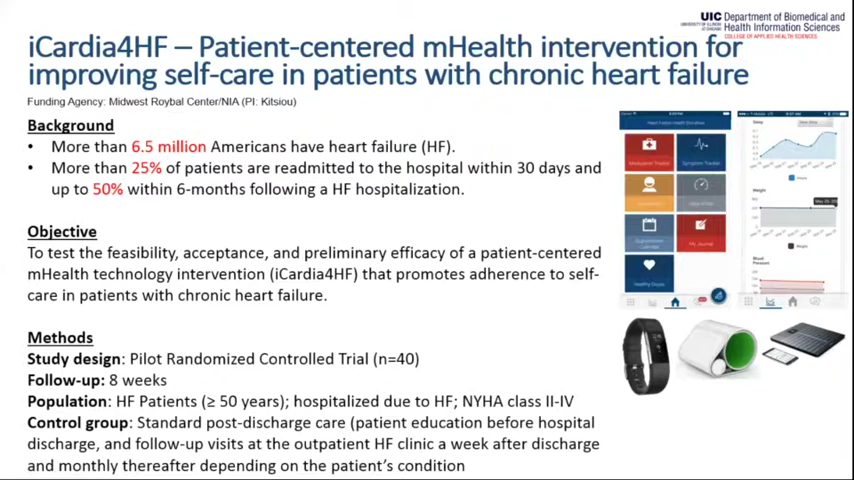 UIC Department of Biomedical and
Health Information Sciences
COLLEGE OF APPLIED HEALTH SCIENCES
iCardia4HF – Patient-centered mHealth intervention for
improving self-care in patients with chronic heart failure
Funding Agency: Midwest Roybal Center/NIA (PI: Kitsiou)
Background
• More than 6.5 million Americans have heart failure (HF).
• More than 25% of patients are readmitted to the hospital within 30 days and
up to 50% within 6-months following a HF hospitalization.
Objective
To test the feasibility, acceptance, and preliminary efficacy of a patient-centered
mHealth technology intervention (iCardia4HF) that promotes adherence to self-
care in patients with chronic heart failure.
Methods
Study design: Pilot Randomized Controlled Trial (n=40)
Follow-up: 8 weeks
Population: HF Patients (≥ 50 years); hospitalized due to HF; NYHA class II-IV
Control group: Standard post-discharge care (patient education before hospital
discharge, and follow-up visits at the outpatient HF clinic a week after discharge
and monthly thereafter depending on the patient's condition
Symptom Tracker
Weight
Blood
Pressure